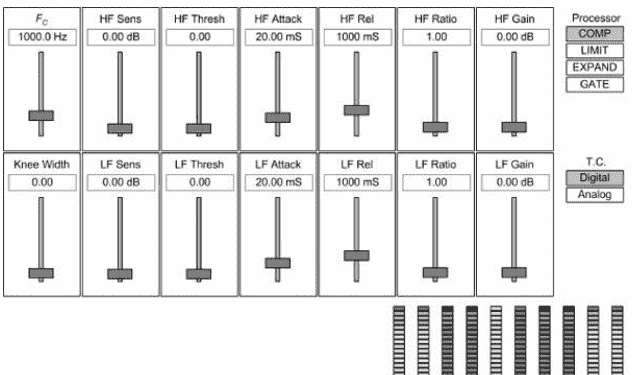 Fc HF Sens HF Thresh HF Attack HF Rel HF Ratio HF Gain Processor
1000.0 Hz 0.00 dB 0.00 20.00 mS 1000 mS 1.00 0.00 dB COMP
LIMIT
EXPAND
GATE
Knee Width LF Sens LF Thresh LF Attack LF Rel LF Ratio LF Gain T.C.
0.00 0.00 dB 0.00 20.00 mS 1000 mS 1.00 0.00 dB Digital
Analog